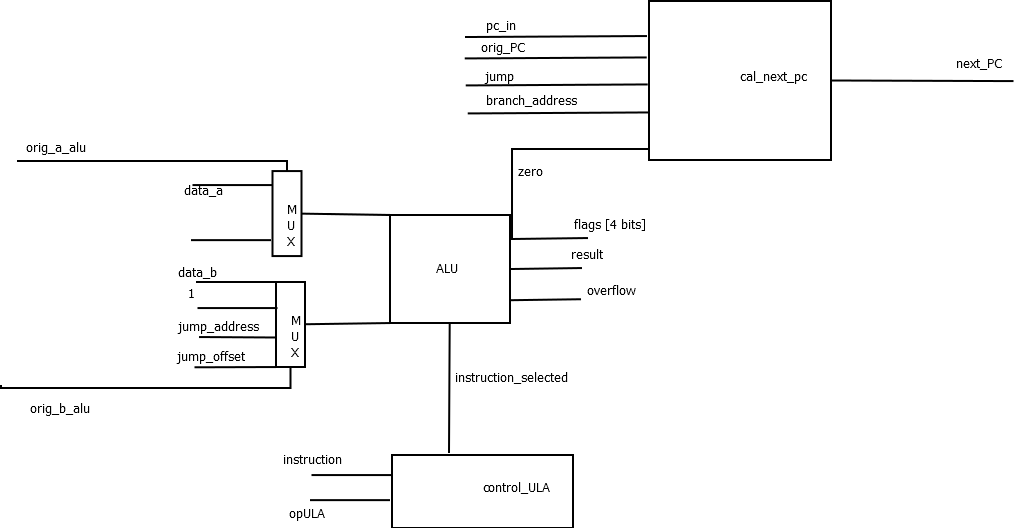 pc_in
orig_PC
jump
branch_address
cal_next_pc
next_PC
orig_a_alu
data_a
M
U
X
zero
flags [4 bits]
result
overflow
ALU
data_b
1
jump_address
jump_offset
M
U
X
orig_b_alu
instruction_selected
instruction
opULA
control_ULA